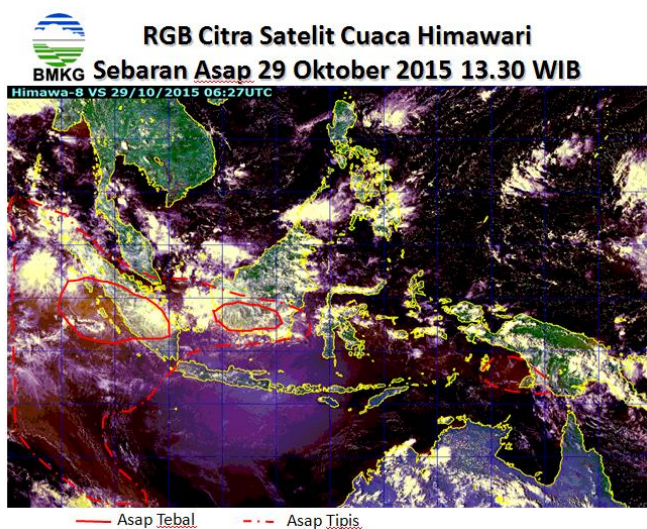 RGB Citra Satelit Cuaca Himawari
BMKG
Sebaran Asap 29 Oktober 2015 13.30 WIB
Himawa-8 VS 29/10/2015 06:27UTC
Asap Tebal
Asap Tipis